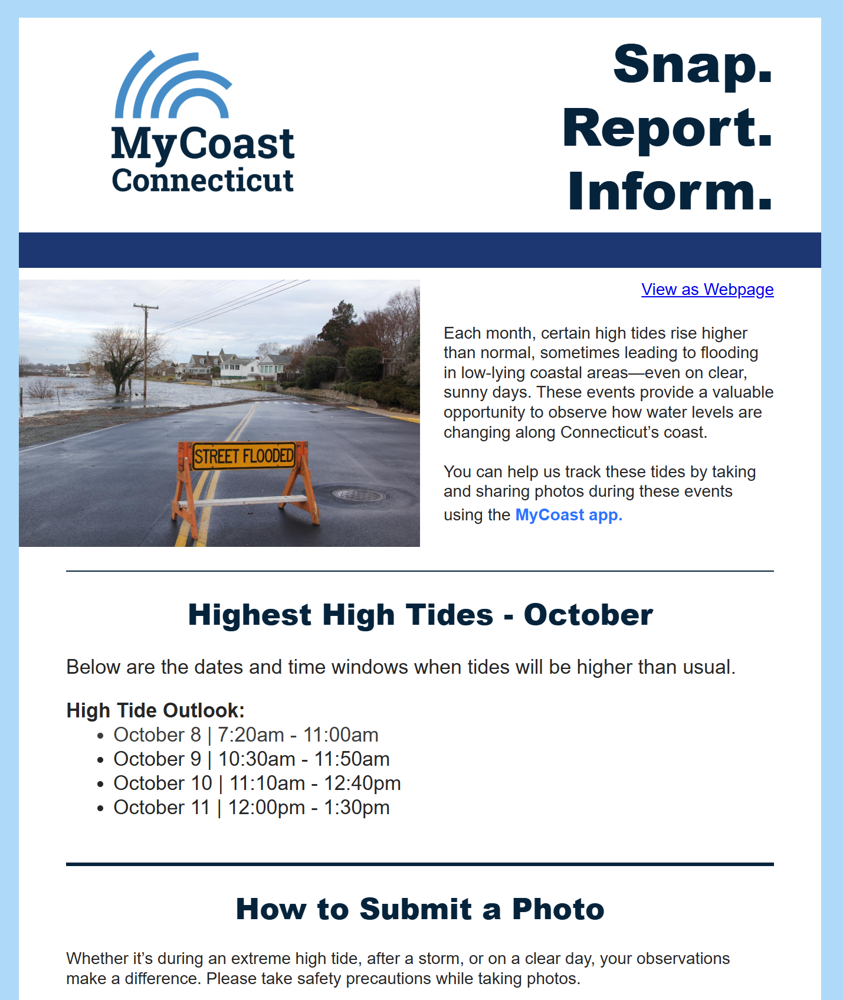 MyCoast
Connecticut
Snap.
Report.
Inform.
STREET FLOODED
View as Webpage
Each month, certain high tides rise higher
than normal, sometimes leading to flooding
in low-lying coastal areas—even on clear,
sunny days. These events provide a valuable
opportunity to observe how water levels are
changing along Connecticut’s coast.
You can help us track these tides by taking
and sharing photos during these events
using the MyCoast app.
Highest High Tides - October
Below are the dates and time windows when tides will be higher than usual.
High Tide Outlook:
• October 8 | 7:20am - 11:00am
• October 9 | 10:30am - 11:50am
• October 10 | 11:10am - 12:40pm
• October 11 | 12:00pm - 1:30pm
How to Submit a Photo
Whether it’s during an extreme high tide, after a storm, or on a clear day, your observations
make a difference. Please take safety precautions while taking photos.